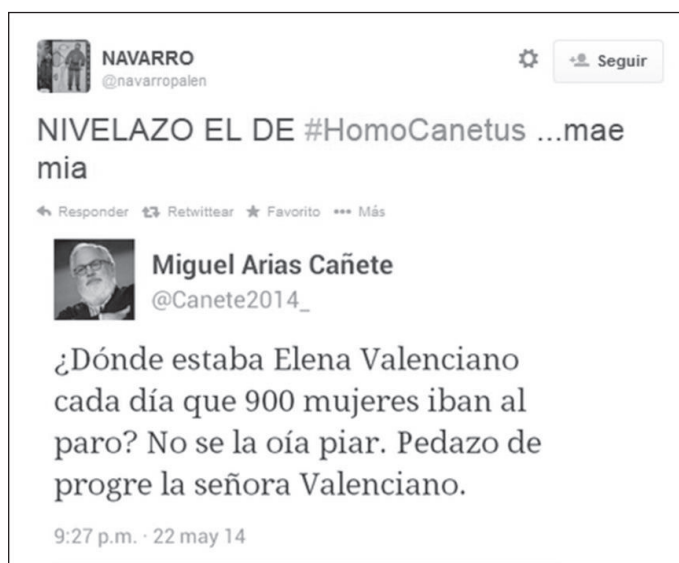 NAVARRO
@navarropalen
Seguir
NIVELAZO EL DE #HomoCanetus ...mae
mia
Responder Retwittear Favorito ••• Más
Miguel Arias Cañete
@Canete2014_
¿Dónde estaba Elena Valenciano
cada día que 900 mujeres iban al
paro? No se la oía piar. Pedazo de
progre la señora Valenciano.
9:27 p.m. · 22 may 14